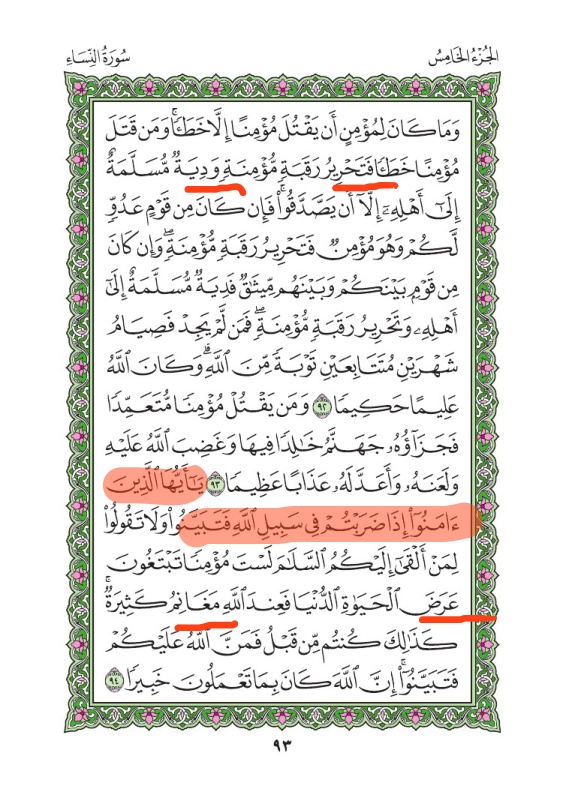 الجُزْءُ الخَامِسُ سُورَةُ النِّسَاءِ
وَمَا كَانَ لِمُؤْمِنٍ أَن يَقْتُلَ مُؤْمِنًا إِلَّا خَطَـًٔا ۚ وَمَن قَتَلَ
مُؤْمِنًا خَطَـًٔا فَتَحْرِيرُ رَقَبَةٍ مُّؤْمِنَةٍ وَدِيَةٌ مُّسَلَّمَةٌ
إِلَىٰٓ أَهْلِهِۦٓ إِلَّآ أَن يَصَّدَّقُوا۟ ۚ فَإِن كَانَ مِن قَوْمٍ عَدُوٍّ
لَّكُمْ وَهُوَ مُؤْمِنٌ فَتَحْرِيرُ رَقَبَةٍ مُّؤْمِنَةٍ ۖ وَإِن كَانَ
مِن قَوْمٍۭ بَيْنَكُمْ وَبَيْنَهُم مِّيثَـٰقٌ فَدِيَةٌ مُّسَلَّمَةٌ إِلَىٰٓ
أَهْلِهِۦ وَتَحْرِيرُ رَقَبَةٍ مُّؤْمِنَةٍ ۖ فَمَن لَّمْ يَجِدْ فَصِيَامُ
شَهْرَيْنِ مُتَتَابِعَيْنِ تَوْبَةً مِّنَ ٱللَّهِ ۗ وَكَانَ ٱللَّهُ
عَلِيمًا حَكِيمًا ٩٢ وَمَن يَقْتُلْ مُؤْمِنًا مُّتَعَمِّدًا
فَجَزَآؤُهُۥ جَهَنَّمُ خَـٰلِدًا فِيهَا وَغَضِبَ ٱللَّهُ عَلَيْهِ
وَلَعَنَهُۥ وَأَعَدَّ لَهُۥ عَذَابًا عَظِيمًا ٩٣ يَـٰٓأَيُّهَا ٱلَّذِينَ
ءَامَنُوٓا۟ إِذَا ضَرَبْتُمْ فِى سَبِيلِ ٱللَّهِ فَتَبَيَّنُوا۟ وَلَا تَقُولُوا۟
لِمَنْ أَلْقَىٰٓ إِلَيْكُمُ ٱلسَّلَـٰمَ لَسْتَ مُؤْمِنًا تَبْتَغُونَ
عَرَضَ ٱلْحَيَوٰةِ ٱلدُّنْيَا فَعِندَ ٱللَّهِ مَغَانِمُ كَثِيرَةٌ ۚ
كَذَٰلِكَ كُنتُم مِّن قَبْلُ فَمَنَّ ٱللَّهُ عَلَيْكُمْ
فَتَبَيَّنُوٓا۟ ۚ إِنَّ ٱللَّهَ كَانَ بِمَا تَعْمَلُونَ خَبِيرًا ٩٤
٩٣